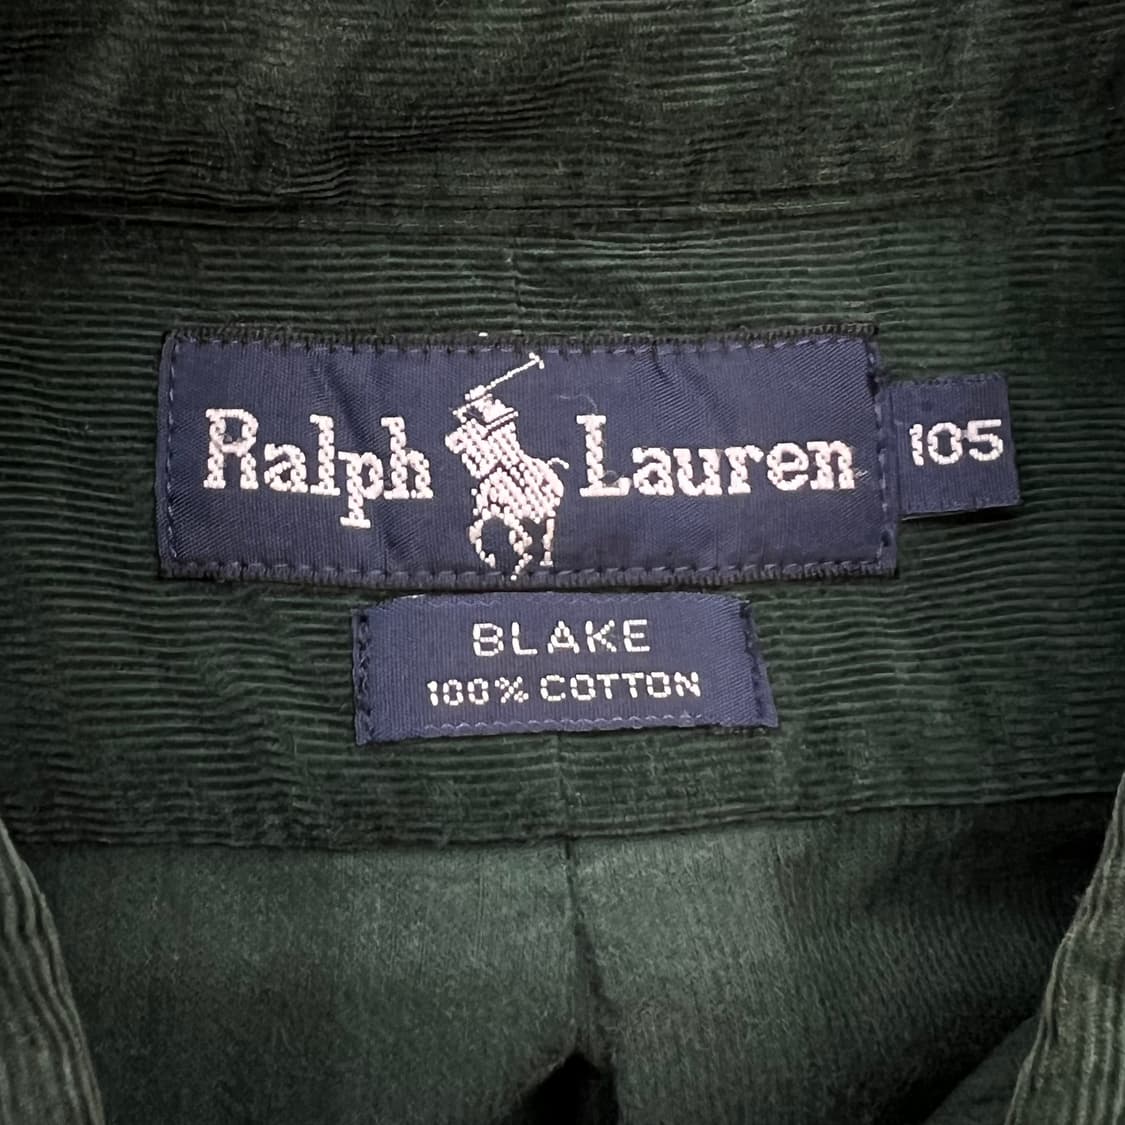 Ralph Lauren
105
BLAKE
100% COTTON